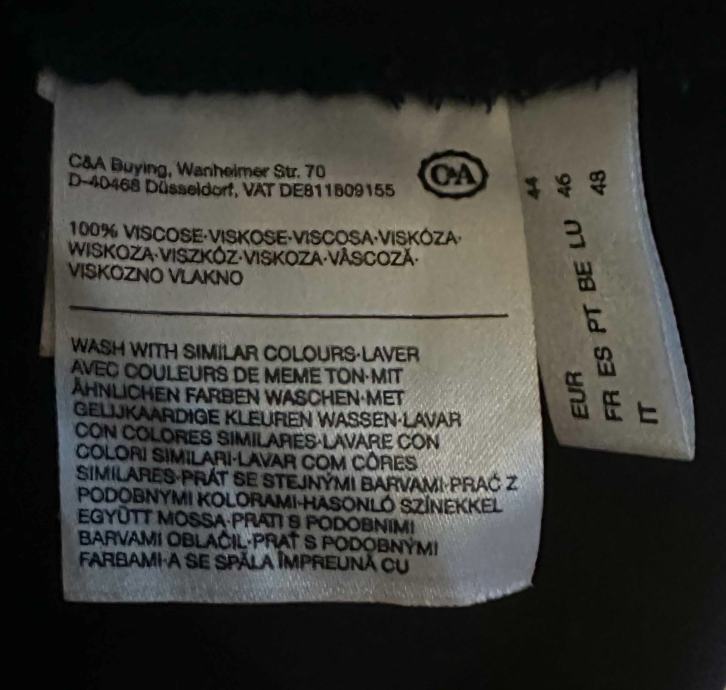 C&A Buying, Wanheimer Str. 70
D-40468 Düsseldorf, VAT DE811809155
C&A
100% VISCOSE·VISKOSE·VISCOSA·VISKÓZA·
WISKOZA·VISZKÓZ·VISKOZA·VÂSCOZĂ·
VISKOZNO VLAKNO
WASH WITH SIMILAR COLOURS·LAVER
AVEC COULEURS DE MEME TON·MIT
ÄHNLICHEN FARBEN WASCHEN·MET
GELIJKAARDIGE KLEUREN WASSEN·LAVAR
CON COLORES SIMILARES·LAVARE CON
COLORI SIMILARI·LAVAR COM CÔRES
SIMILARES·PRÁT SE STEJNÝMI BARVAMI·PRAĆ Z
PODOBNYMI KOLORAMI·HASONLÓ SZÍNEKKEL
EGYÜTT MOSSA·PRATI S PODOBNIMI
BARVAMI OBLAČIL·PRAŤ S PODOBNÝMI
FARBAMI·A SE SPĂLA ÎMPREUNĂ CU
EUR 44
FR ES PT BE LU 46
IT 48